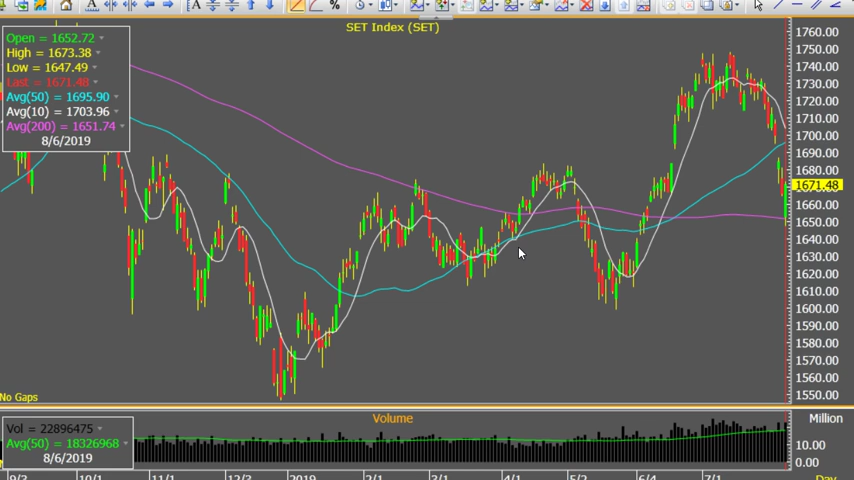 SET Index (SET)
Open = 1652.72
High = 1673.38
Low = 1647.49
Last = 1671.48
Avg(50) = 1695.90
Avg(10) = 1703.96
Avg(200) = 1651.74
8/6/2019
1760.00
1750.00
1740.00
1730.00
1720.00
1710.00
1700.00
1690.00
1680.00
1671.48
1660.00
1650.00
1640.00
1630.00
1620.00
1610.00
1600.00
1590.00
1580.00
1570.00
1560.00
1550.00
No Gaps
Volume
Million
Vol = 22896475
Avg(50) = 18326968
8/6/2019
10.00
0.00
9/3 10/1 11/1 12/3 2019 2/1 3/1 4/1 5/2 6/4 7/1 Day